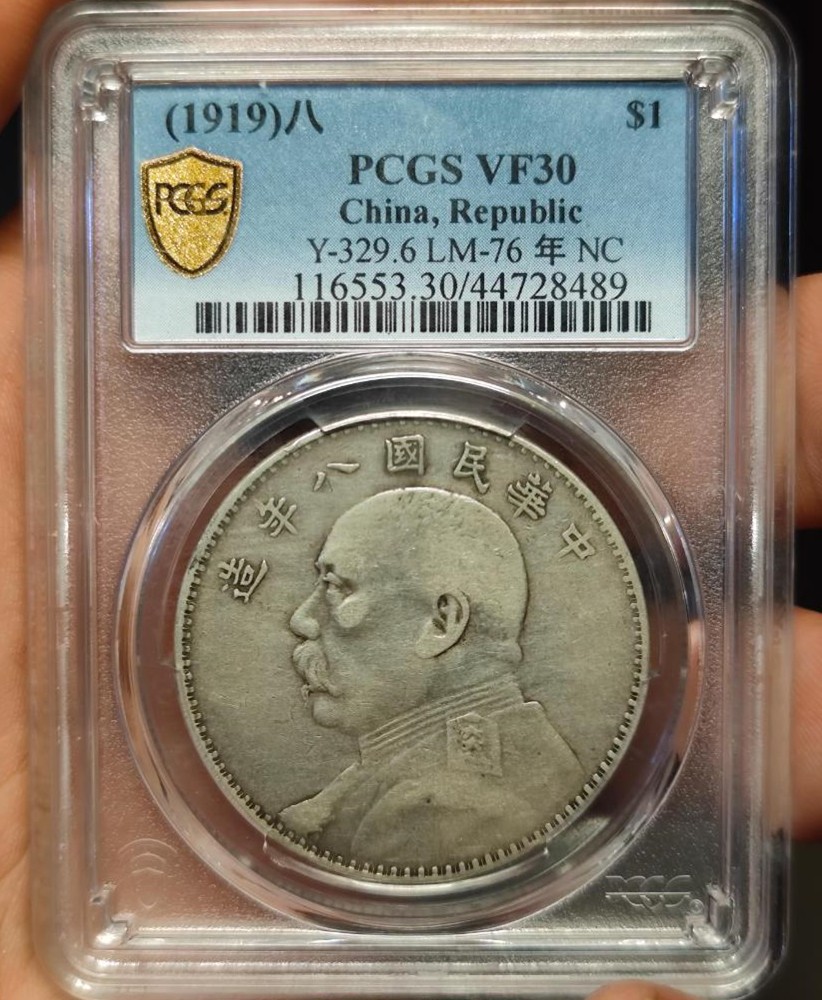 (1919)八 $1
PCGS VF30
PCGS
China, Republic
Y-329.6 LM-76 年 NC
116553.30/44728489
中華民國八年造
PCGS